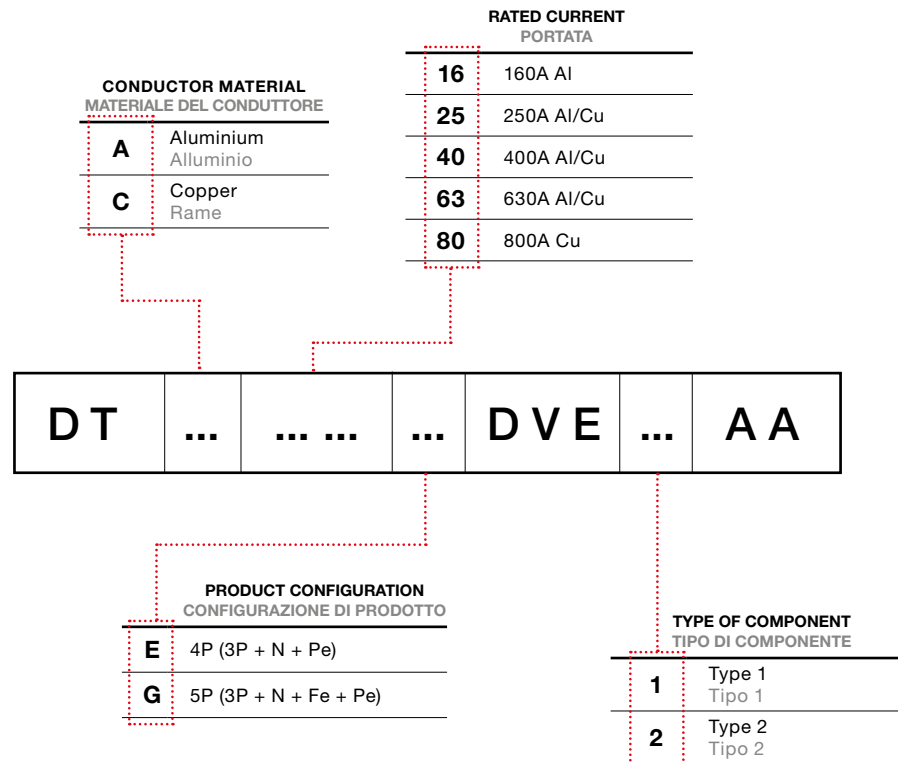 RATED CURRENT
PORTATA
16 160A Al
25 250A Al/Cu
40 400A Al/Cu
63 630A Al/Cu
80 800A Cu
CONDUCTOR MATERIAL
MATERIALE DEL CONDUTTORE
A Aluminium
Alluminio
C Copper
Rame
DT ... ... ... ... DVE ... AA
PRODUCT CONFIGURATION
CONFIGURAZIONE DI PRODOTTO
E 4P (3P + N + Pe)
G 5P (3P + N + Fe + Pe)
TYPE OF COMPONENT
TIPO DI COMPONENTE
1 Type 1
Tipo 1
2 Type 2
Tipo 2